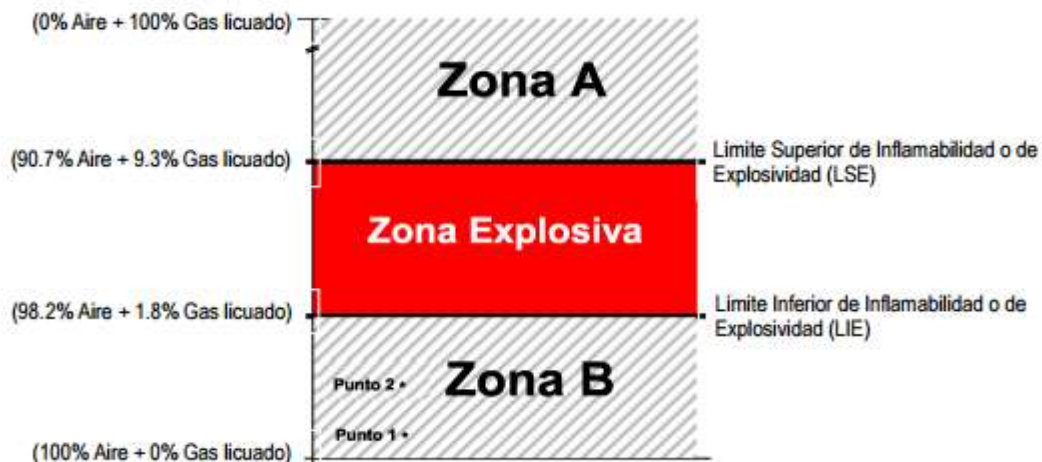 (0% Aire + 100% Gas licuado)
Zona A
(90.7% Aire + 9.3% Gas licuado)
Limite Superior de Inflamabilidad o de
Explosividad (LSE)
Zona Explosiva
(98.2% Aire + 1.8% Gas licuado)
Limite Inferior de Inflamabilidad o de
Explosividad (LIE)
Punto 2
Zona B
Punto 1
(100% Aire + 0% Gas licuado)